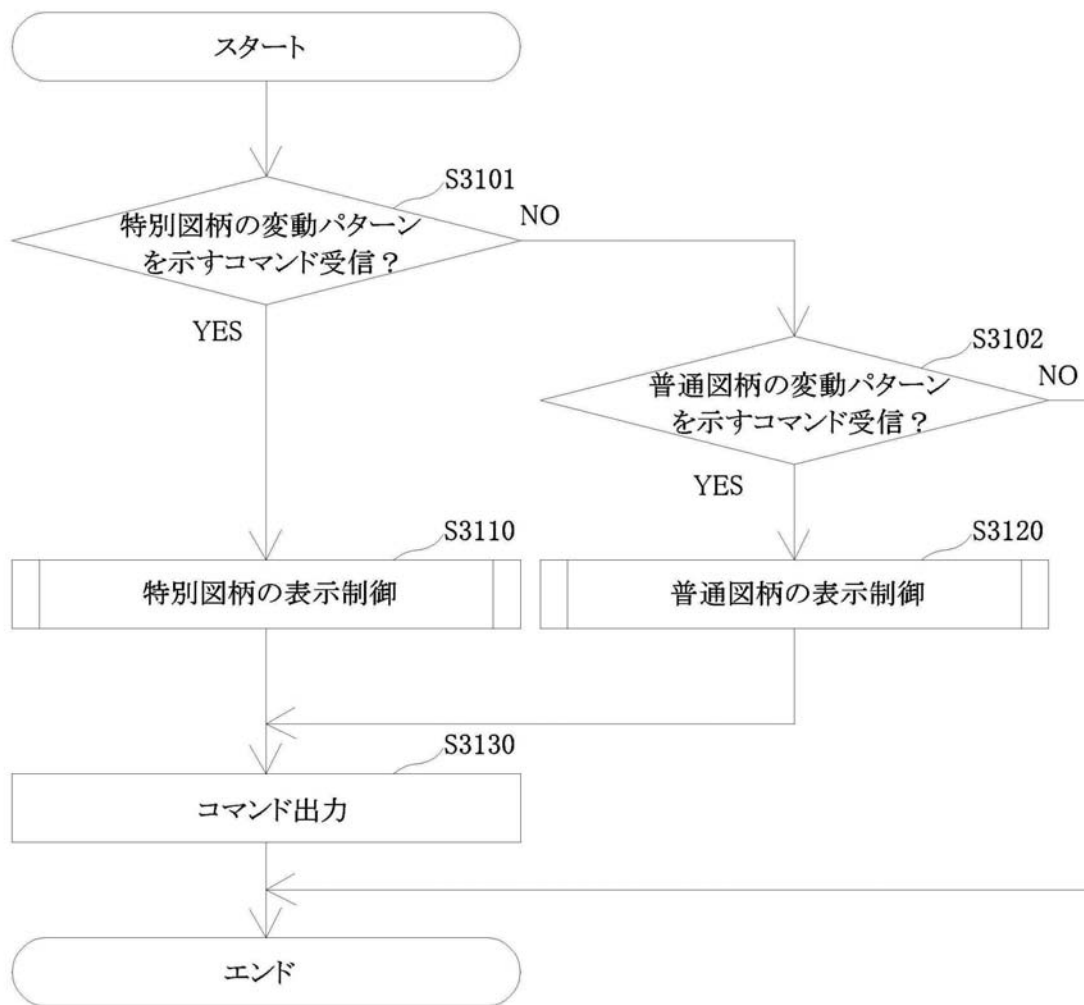 スタート
S3101
特別図柄の変動パターン
を示すコマンド受信？
NO
YES
S3102
普通図柄の変動パターン
を示すコマンド受信？
NO
YES
S3110
特別図柄の表示制御
S3120
普通図柄の表示制御
S3130
コマンド出力
エンド